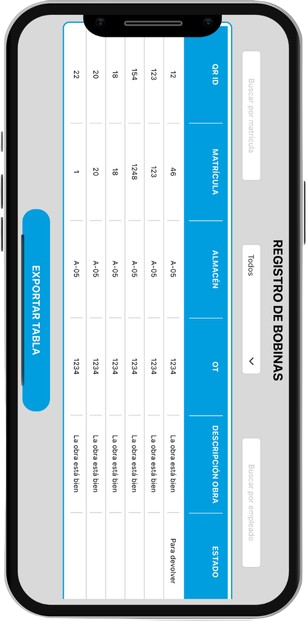 REGISTRO DE BOBINAS
Buscar por matrícula Todos Buscar por empleado
QR ID MATRÍCULA ALMACÉN OT DESCRIPCIÓN OBRA ESTADO
12 46 A-05 1234 La obra está bien Para devolver
123 123 A-05 1234 La obra está bien
154 1248 A-05 1234 La obra está bien
18 18 A-05 1234 La obra está bien
20 20 A-05 1234 La obra está bien
22 1 A-05 1234 La obra está bien
EXPORTAR TABLA